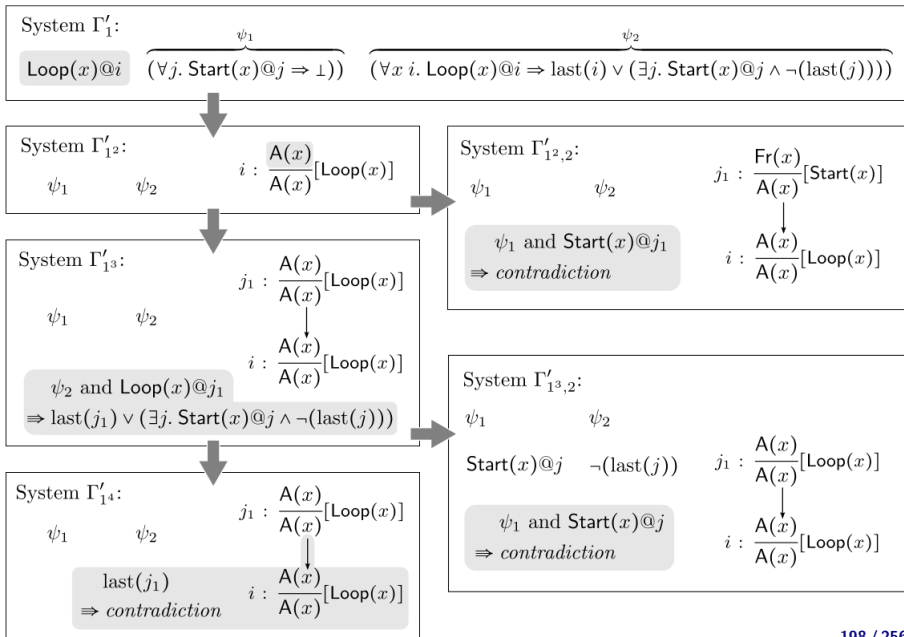 System Γ′₁:
ψ₁
ψ₂
Loop(x)@i (∀j. Start(x)@j ⇒ ⊥)) (∀x i. Loop(x)@i ⇒ last(i) ∨ (∃j. Start(x)@j ∧ ¬(last(j))))
System Γ′₁²:
ψ₁ ψ₂
i : A(x)
A(x) [Loop(x)]
System Γ′₁²,₂:
ψ₁ ψ₂
j₁ : Fr(x)
A(x) [Start(x)]
ψ₁ and Start(x)@j₁
⇒ contradiction
i : A(x)
A(x) [Loop(x)]
System Γ′₁³:
ψ₁ ψ₂
j₁ : A(x)
A(x) [Loop(x)]
i : A(x)
A(x) [Loop(x)]
ψ₂ and Loop(x)@j₁
⇒ last(j₁) ∨ (∃j. Start(x)@j ∧ ¬(last(j)))
System Γ′₁³,₂:
ψ₁ ψ₂
Start(x)@j ¬(last(j))
j₁ : A(x)
A(x) [Loop(x)]
ψ₁ and Start(x)@j
⇒ contradiction
i : A(x)
A(x) [Loop(x)]
System Γ′₁⁴:
ψ₁ ψ₂
j₁ : A(x)
A(x) [Loop(x)]
last(j₁)
⇒ contradiction
i : A(x)
A(x) [Loop(x)]
198 / 256